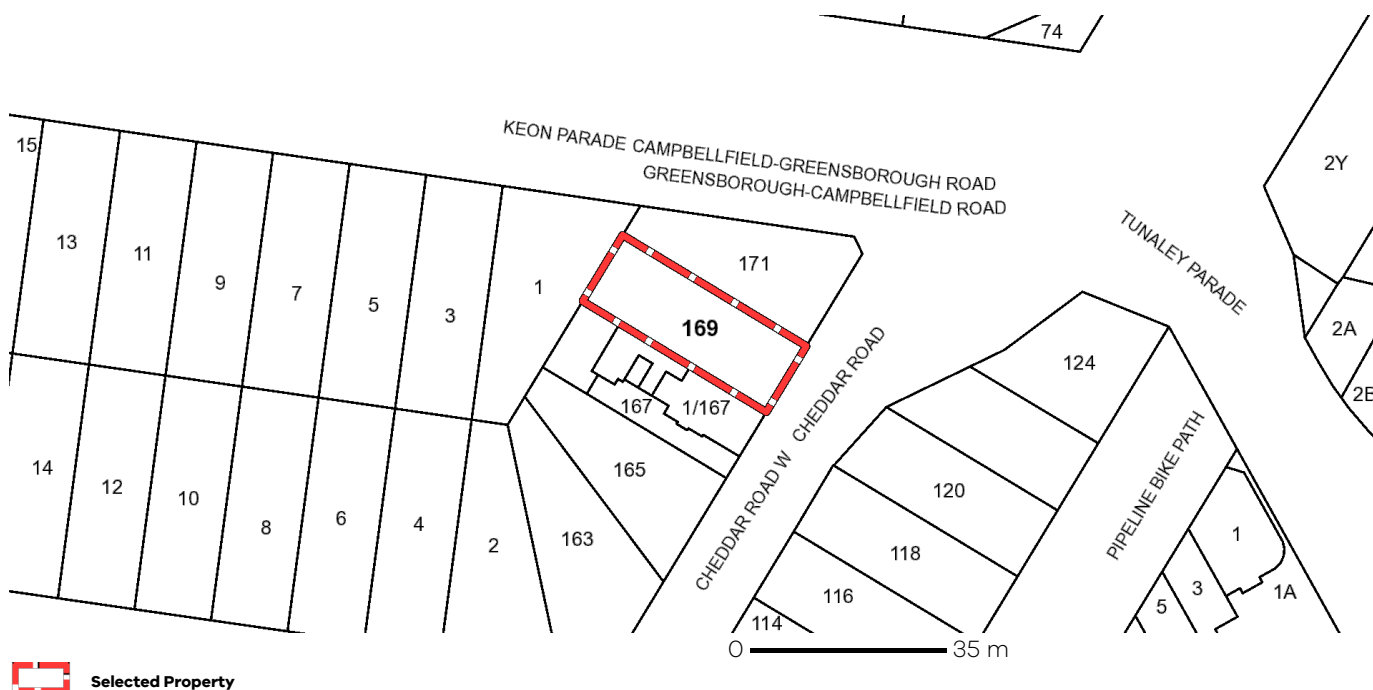 74
15
KEON PARADE CAMPBELLFIELD-GREENSBOROUGH ROAD
GREENSBOROUGH-CAMPBELLFIELD ROAD
2Y
TUNALEY PARADE
13
11
9
7
5
3
1
171
169
2A
2B
124
CHEDDAR ROAD
167
1/167
165
163
CHEDDAR ROAD W
120
118
116
114
PIPELINE BIKE PATH
1
3
5
1A
14
12
10
8
6
4
2
0 35 m
Selected Property